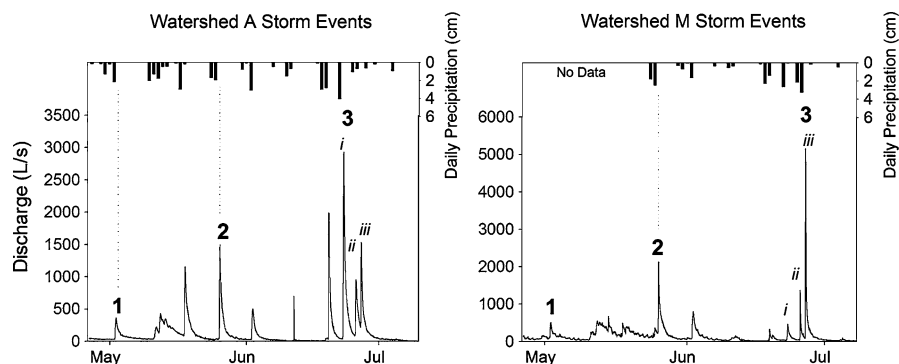 Watershed A Storm Events
Watershed M Storm Events
0
2
4
6
Daily Precipitation (cm)
No Data
0
2
4
6
Daily Precipitation (cm)
Discharge (L/s)
3500
3000
2500
2000
1500
1000
500
0
1
2
3
i
ii
iii
May
Jun
Jul
6000
5000
4000
3000
2000
1000
0
1
2
3
iii
ii
i
May
Jun
Jul